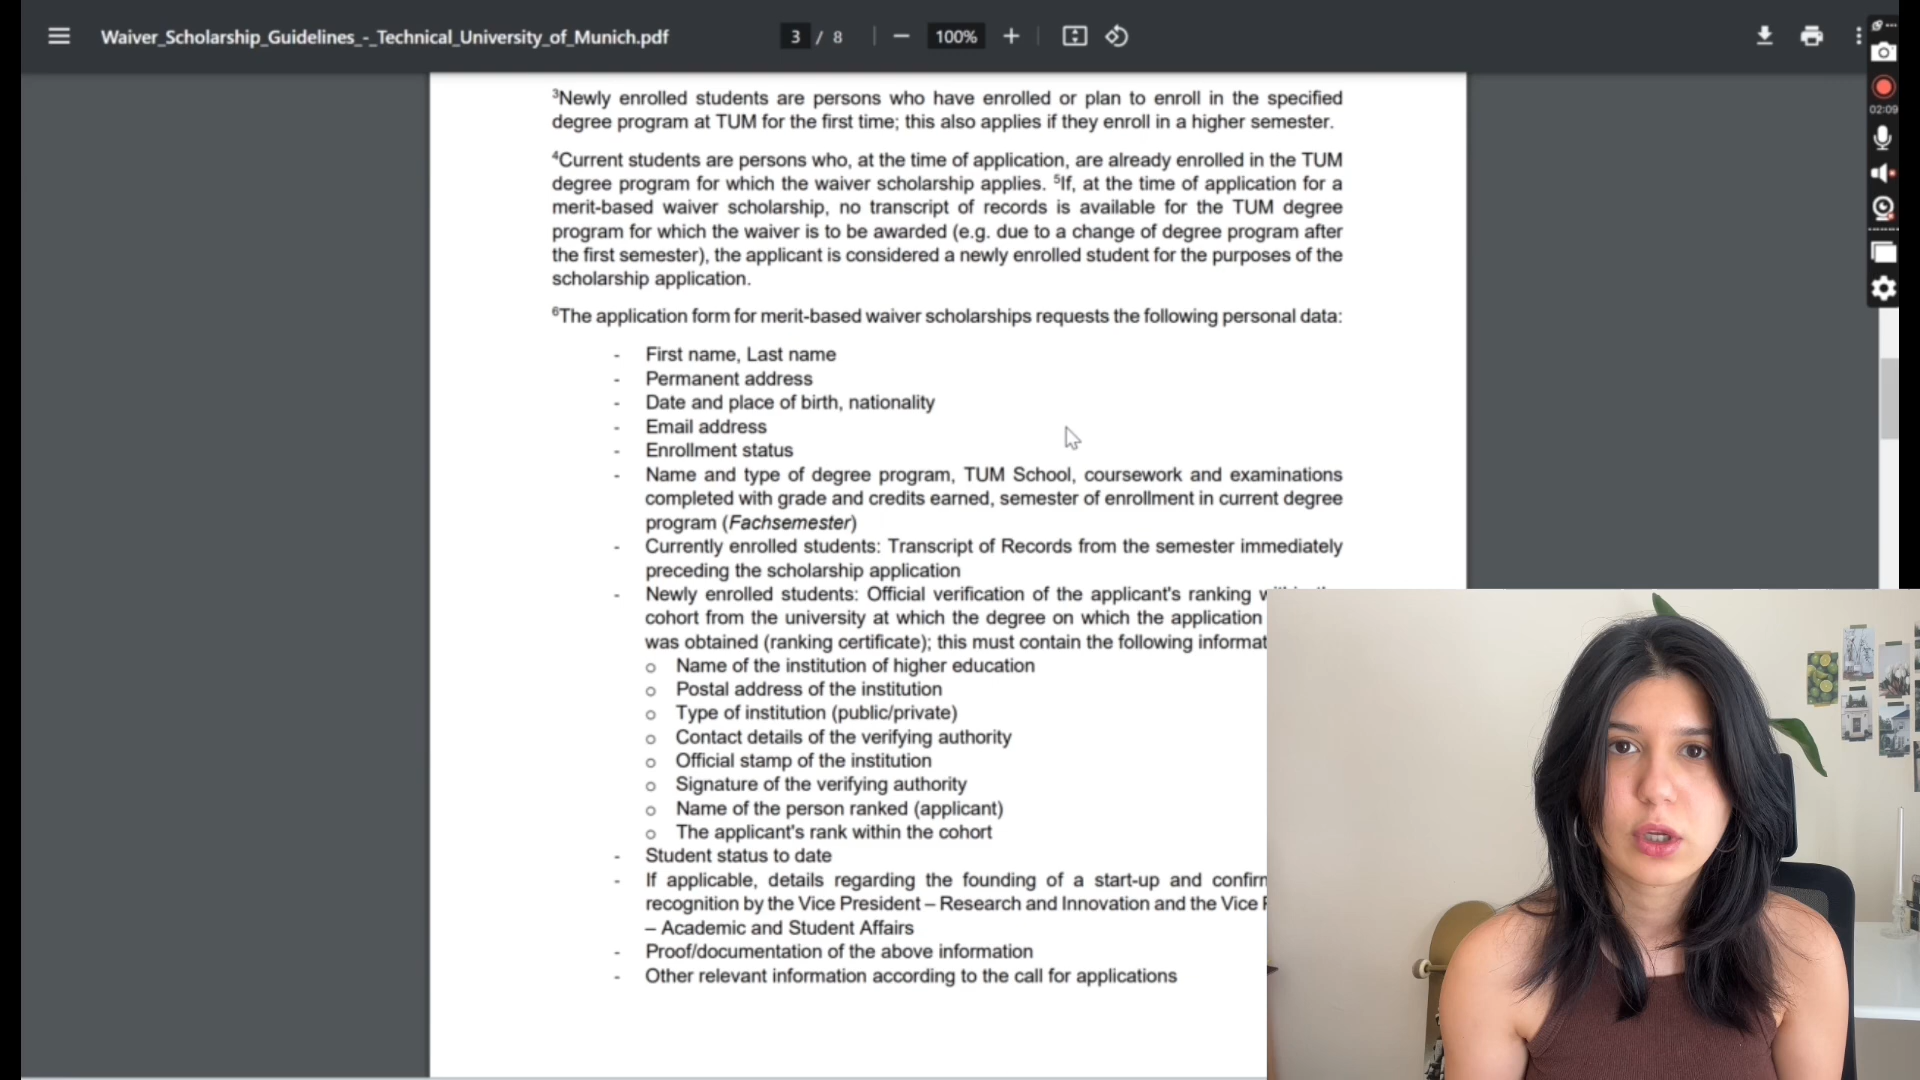 Waiver_Scholarship_Guidelines_-_Technical_University_of_Munich.pdf
3 / 8
100%
02:09
³Newly enrolled students are persons who have enrolled or plan to enroll in the specified
degree program at TUM for the first time; this also applies if they enroll in a higher semester.
⁴Current students are persons who, at the time of application, are already enrolled in the TUM
degree program for which the waiver scholarship applies. ⁵If, at the time of application for a
merit-based waiver scholarship, no transcript of records is available for the TUM degree
program for which the waiver is to be awarded (e.g. due to a change of degree program after
the first semester), the applicant is considered a newly enrolled student for the purposes of the
scholarship application.
⁶The application form for merit-based waiver scholarships requests the following personal data:
- First name, Last name
- Permanent address
- Date and place of birth, nationality
- Email address
- Enrollment status
- Name and type of degree program, TUM School, coursework and examinations
completed with grade and credits earned, semester of enrollment in current degree
program (Fachsemester)
- Currently enrolled students: Transcript of Records from the semester immediately
preceding the scholarship application
- Newly enrolled students: Official verification of the applicant's ranking
cohort from the university at which the degree on which the application
was obtained (ranking certificate); this must contain the following
o Name of the institution of higher education
o Postal address of the institution
o Type of institution (public/private)
o Contact details of the verifying authority
o Official stamp of the institution
o Signature of the verifying authority
o Name of the person ranked (applicant)
o The applicant's rank within the cohort
- Student status to date
- If applicable, details regarding the founding of a start-up and
recognition by the Vice President – Research and Innovation and the Vice
– Academic and Student Affairs
- Proof/documentation of the above information
- Other relevant information according to the call for applications